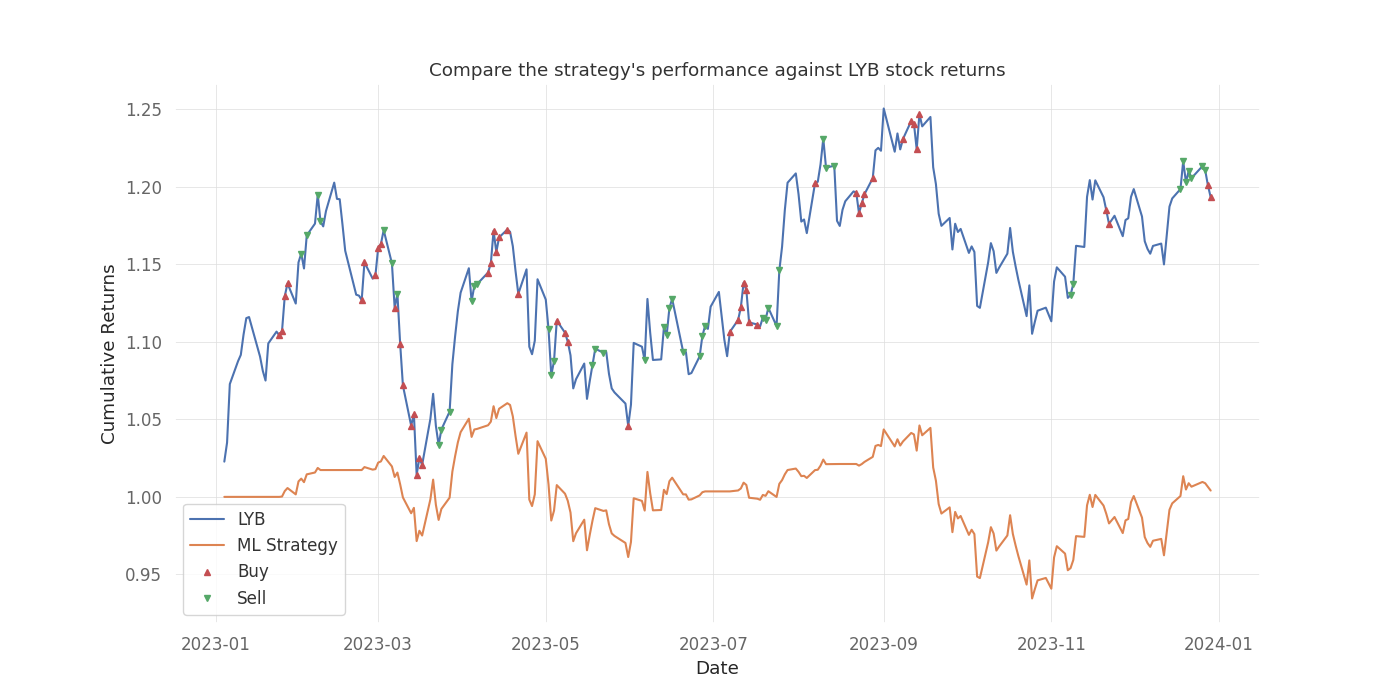 Compare the strategy's performance against LYB stock returns
1.25
1.20
1.15
1.10
1.05
1.00
0.95
Cumulative Returns
LYB
ML Strategy
Buy
Sell
2023-01 2023-03 2023-05 2023-07 2023-09 2023-11 2024-01
Date